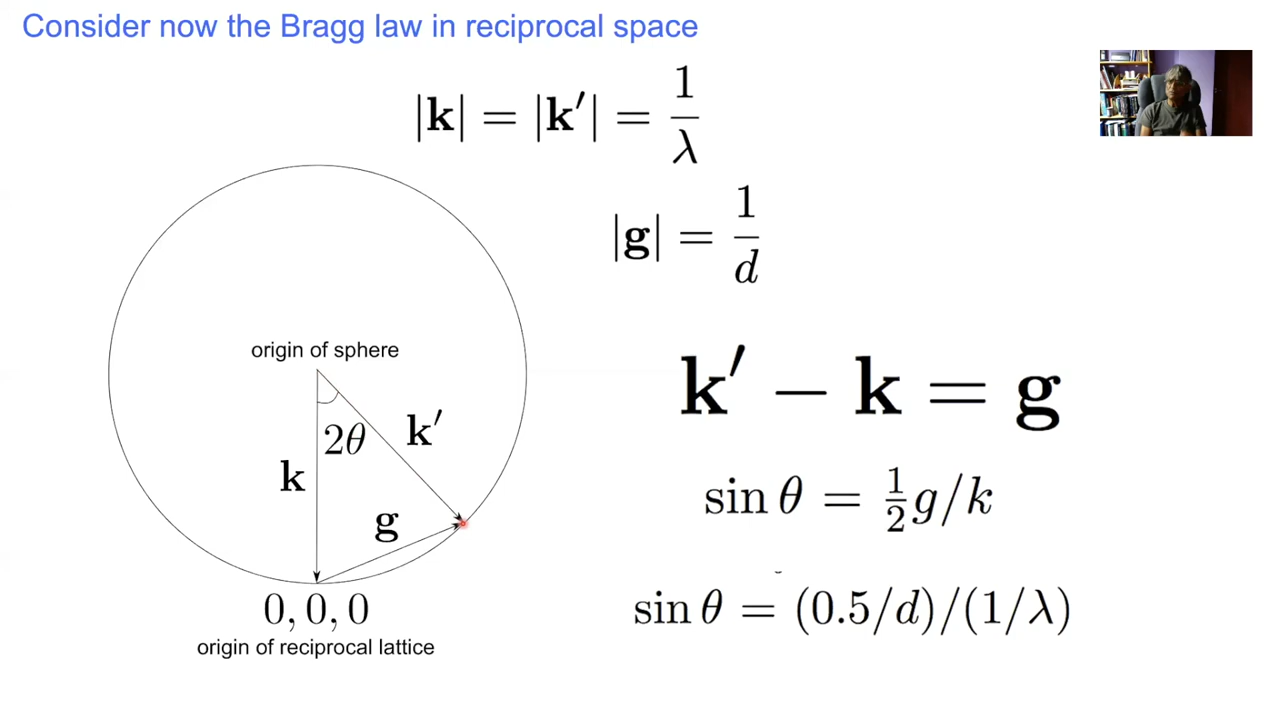 Consider now the Bragg law in reciprocal space
|k| = |k′| = 1/λ
|g| = 1/d
origin of sphere
2θ
k′
k
g
k′ − k = g
sin θ = ½g/k
0, 0, 0
sin θ = (0.5/d)/(1/λ)
origin of reciprocal lattice